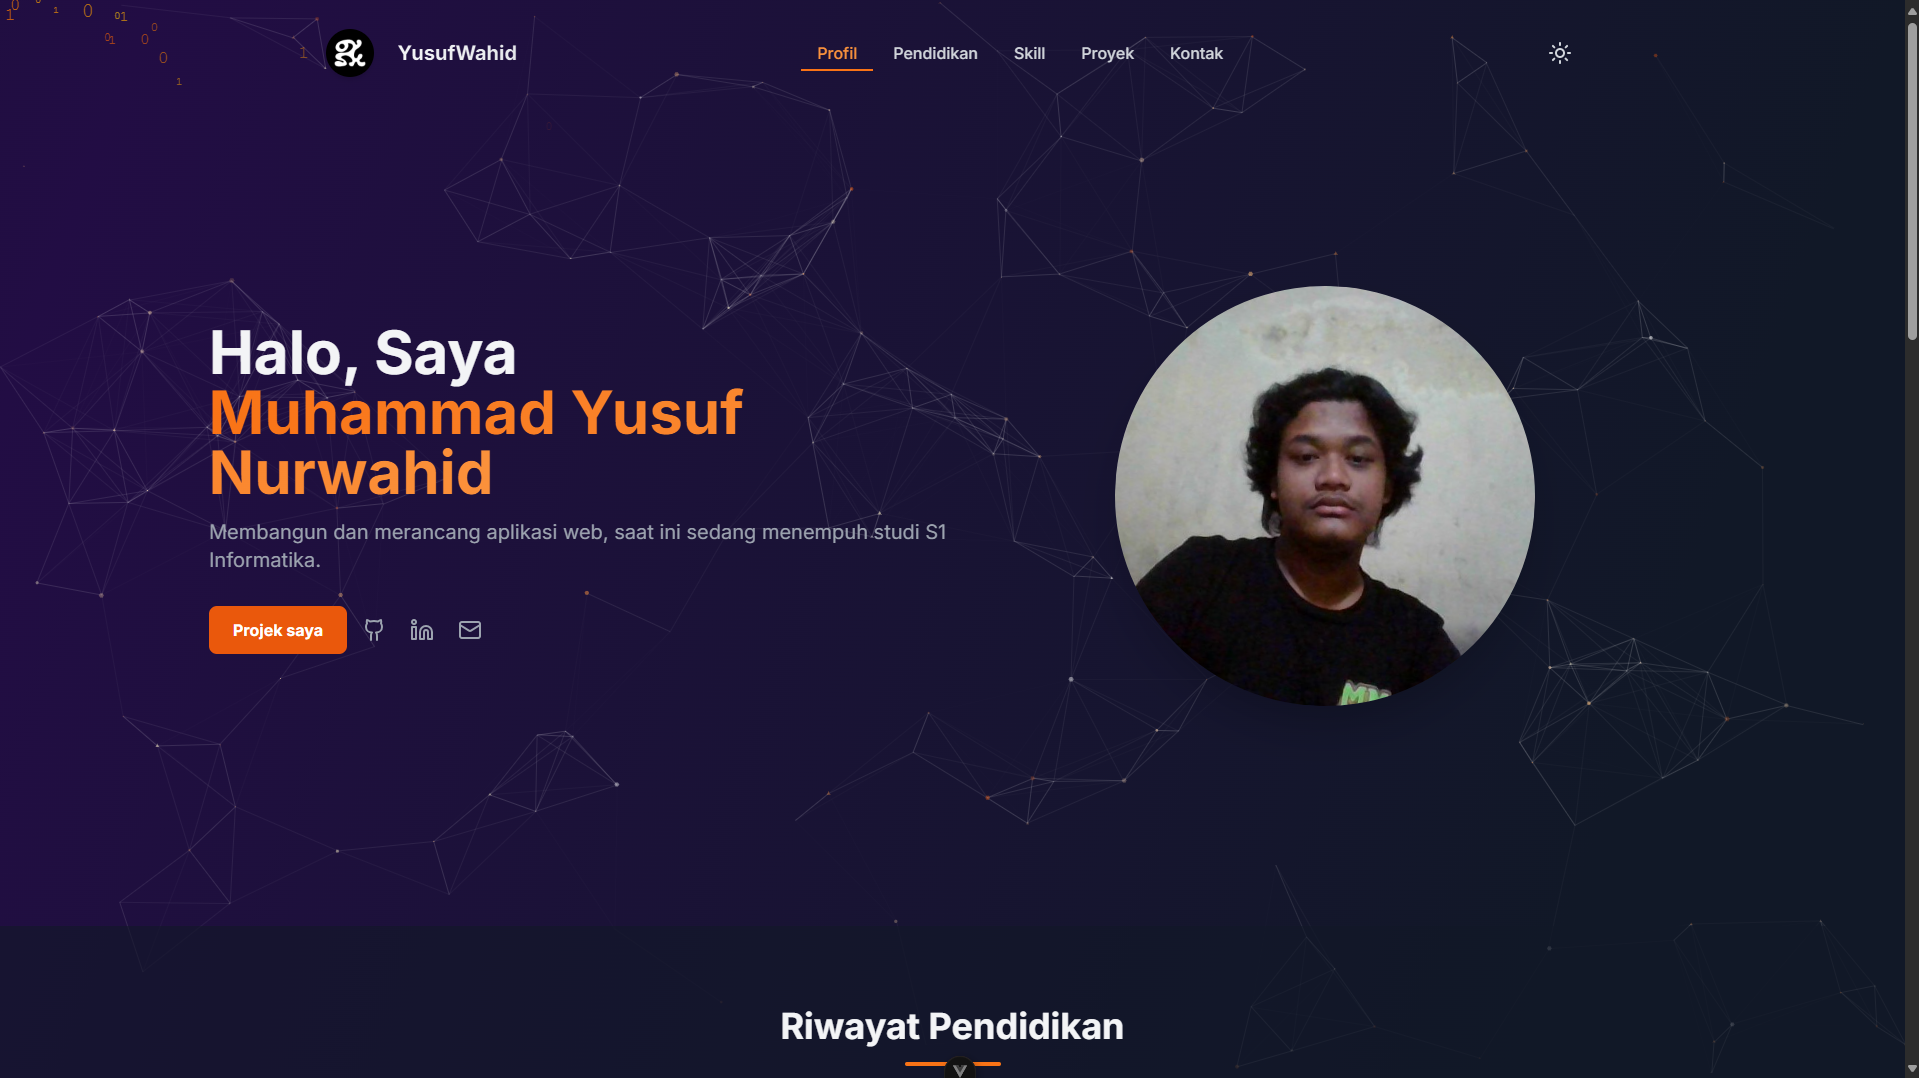 YusufWahid
Profil Pendidikan Skill Proyek Kontak
Halo, Saya
Muhammad Yusuf
Nurwahid
Membangun dan merancang aplikasi web, saat ini sedang menempuh studi S1
Informatika.
Projek saya
Riwayat Pendidikan